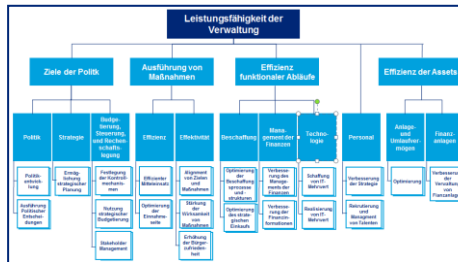 Leistungsfähigkeit der
Verwaltung
Ziele der Politk
Ausführung von
Maßnahmen
Effizienz
funktionaler Abläufe
Effizienz der Assets
Politik
Strategie
Budge-
tierung,
Steuerung,
und Rechen-
schafts-
legung
Effizienz
Effektivität
Beschaffung
Mana-
gement der
Finanzen
Techno-
logie
Personal
Anlage-
und
Umlaufver-
mögen
Finanz-
anlagen
Politik-
entwick-
lung
Ausführung
Politischer
Entschei-
dungen
Ermög-
lichung
strategischer
Planung
Festlegung
der Kontroll-
mechanis-
men
Nutzung
strategischer
Budgetierung
Stakeholder
Management
Effizienter
Mitteleinsatz
Optimierung
der
Einnahme-
seite
Alignment
von Zielen
und Maßnahmen
Stärkung
der Wirksamkeit
von
Maßnahmen
Erhöhung
der Bürger-
zufrieden-
heit
Optimierung
der Beschaffung
sprozesse
und -
strukturen
Optimierung
des strate-
gischen
Einkaufs
Verbesse-
rung des
Manage-
ments der
Finanzen
Verbesse-
rung der
Finanzin-
formationen
Schaffung
von IT-
Mehrwert
Realisierung
von IT-
Mehrwert
Verbesserung
der Strategie
Rekrutierung
und Managment
von Talenten
Optimierung
Verbesse-
rung der
Verwaltung
von
Finanzanlage